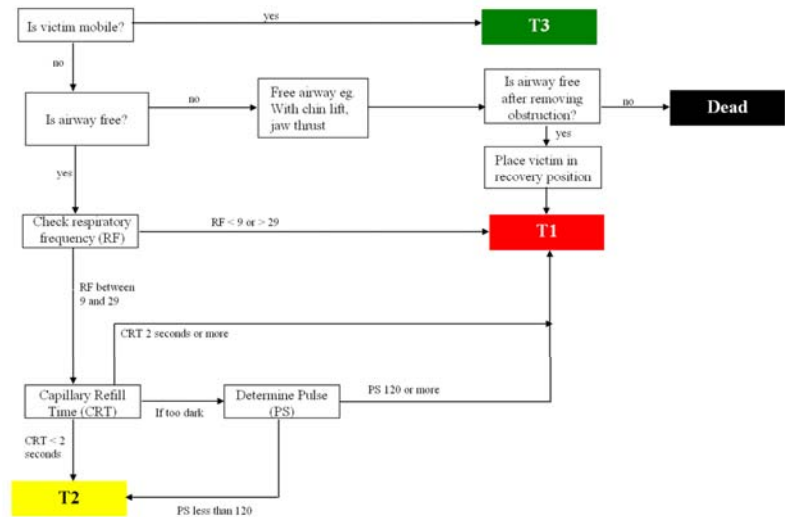 Is victim mobile?
yes
T3
no
Is airway free?
no
Free airway eg.
With chin lift,
jaw thrust
Is airway free
after removing
obstruction?
no
Dead
yes
Place victim in
recovery position
yes
Check respiratory
frequency (RF)
RF < 9 or > 29
T1
RF between
9 and 29
CRT 2 seconds or more
Capillary Refill
Time (CRT)
If too dark
Determine Pulse
(PS)
PS 120 or more
CRT < 2
seconds
T2
PS less than 120